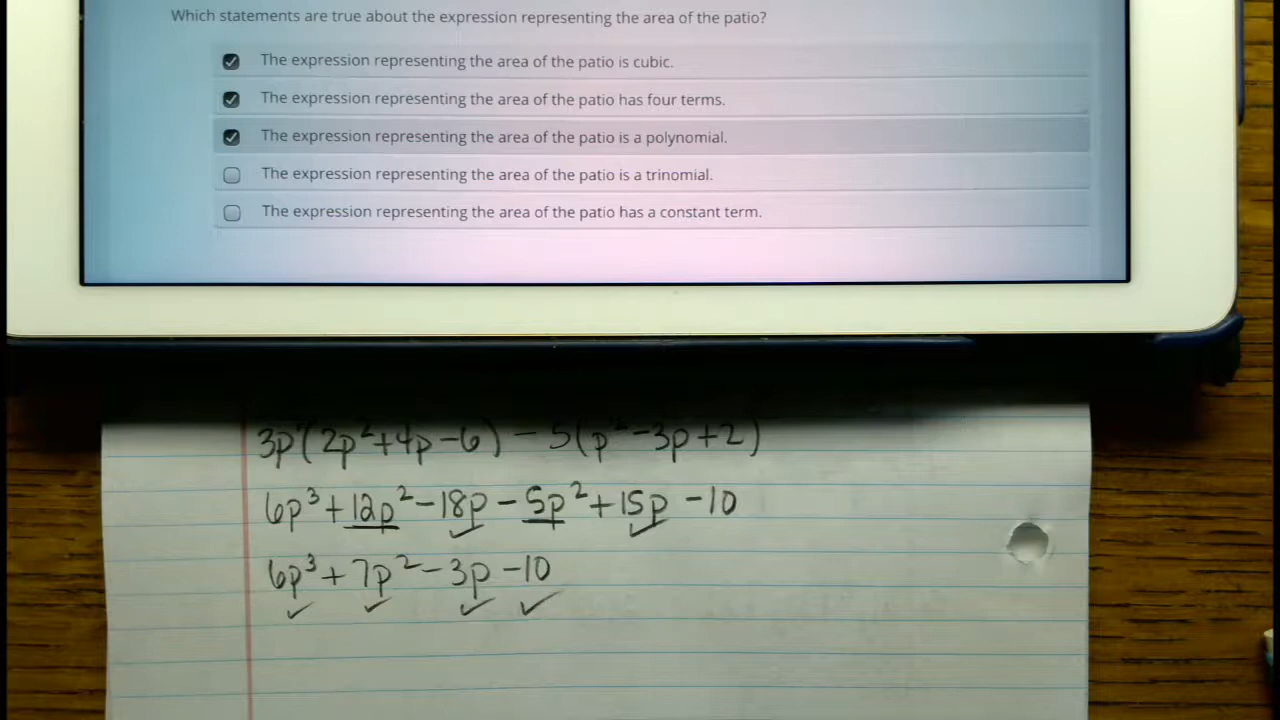 Which statements are true about the expression representing the area of the patio?
The expression representing the area of the patio is cubic.
The expression representing the area of the patio has four terms.
The expression representing the area of the patio is a polynomial.
The expression representing the area of the patio is a trinomial.
The expression representing the area of the patio has a constant term.
3p(2p²+4p-6) - 5(p²-3p+2)
6p³+12p²-18p-5p²+15p-10
6p³+7p²-3p-10